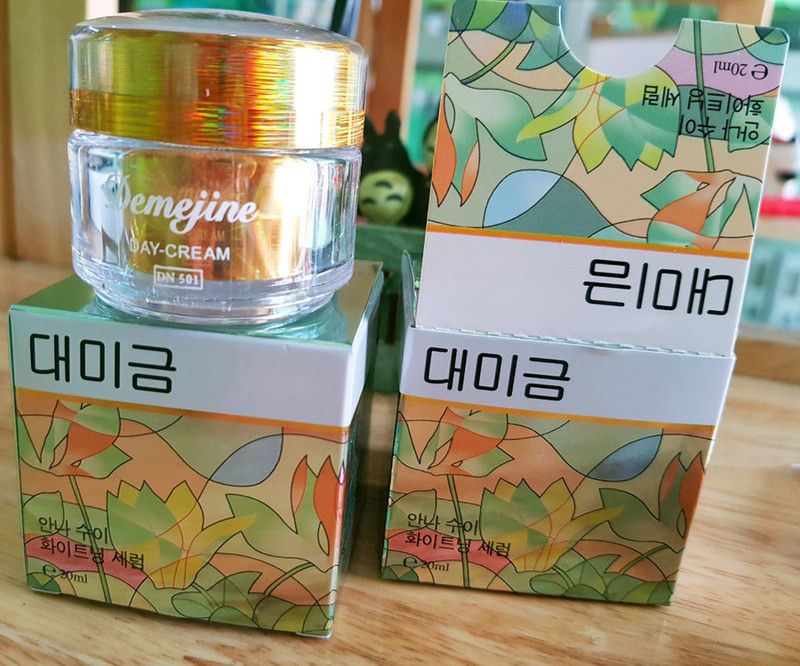 Demejine
DAY-CREAM
DN 501
대미금
안나 수이
화이트닝 세럼
℮ 20ml
대미금
안나 수이
화이트닝 세럼
℮ 20ml
대미금
안나 수이
화이트닝 세럼
℮ 20ml